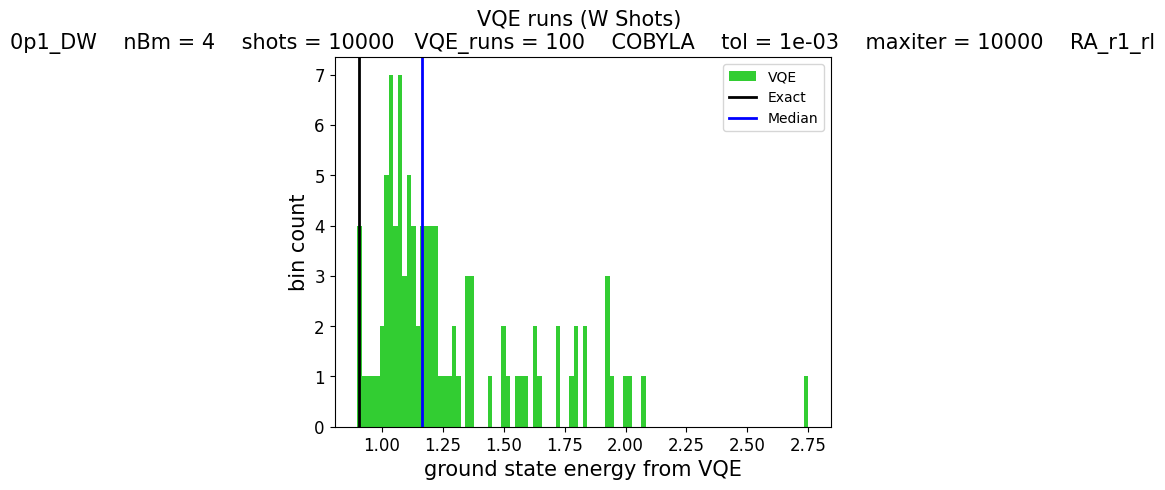 VQE runs (W Shots)
0p1_DW    nBm = 4    shots = 10000   VQE_runs = 100    COBYLA    tol = 1e-03    maxiter = 10000    RA_r1_rl
VQE
Exact
Median
bin count
7
6
5
4
3
2
1
0
1.00 1.25 1.50 1.75 2.00 2.25 2.50 2.75
ground state energy from VQE